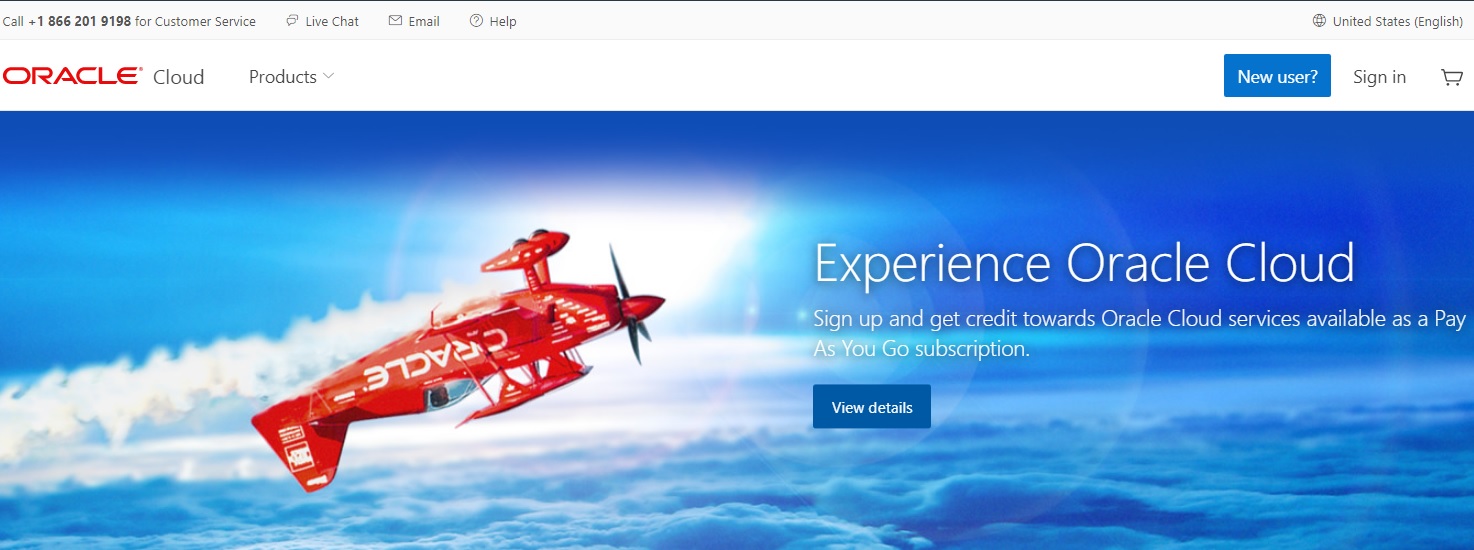 Call +1 866 201 9198 for Customer Service Live Chat Email Help United States (English)
ORACLE® Cloud Products New user? Sign in
Experience Oracle Cloud
Sign up and get credit towards Oracle Cloud services available as a Pay
As You Go subscription.
ORACLE
View details